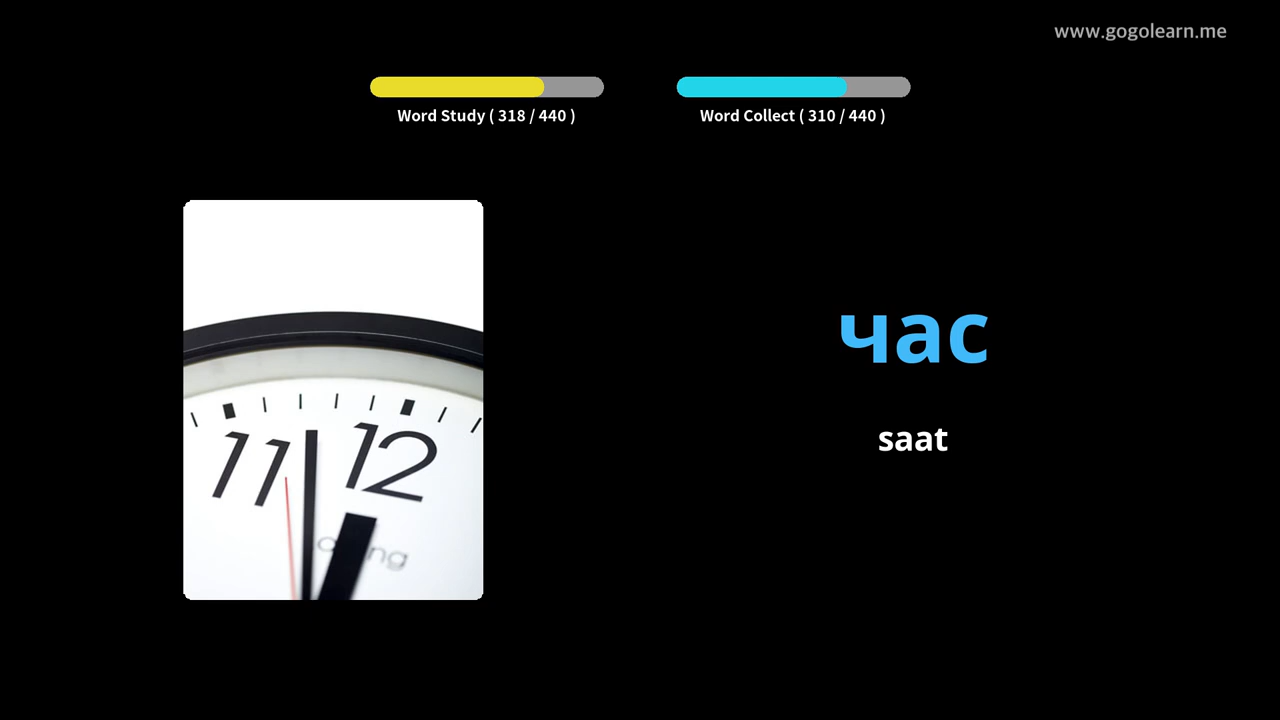 www.gogolearn.me
Word Study ( 318 / 440 )
Word Collect ( 310 / 440 )
11
12
час
saat